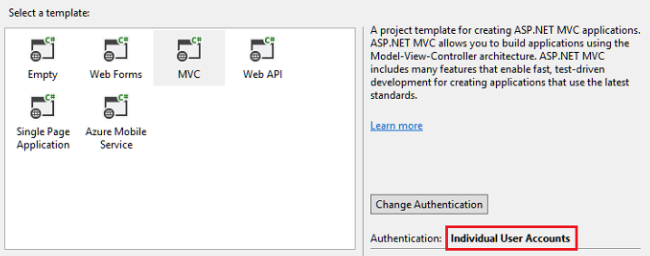 Select a template:
Empty
Web Forms
MVC
Web API
Single Page
Application
Azure Mobile
Service
A project template for creating ASP.NET MVC applications.
ASP.NET MVC allows you to build applications using the
Model-View-Controller architecture. ASP.NET MVC
includes many features that enable fast, test-driven
development for creating applications that use the latest
standards.
Learn more
Change Authentication
Authentication: Individual User Accounts